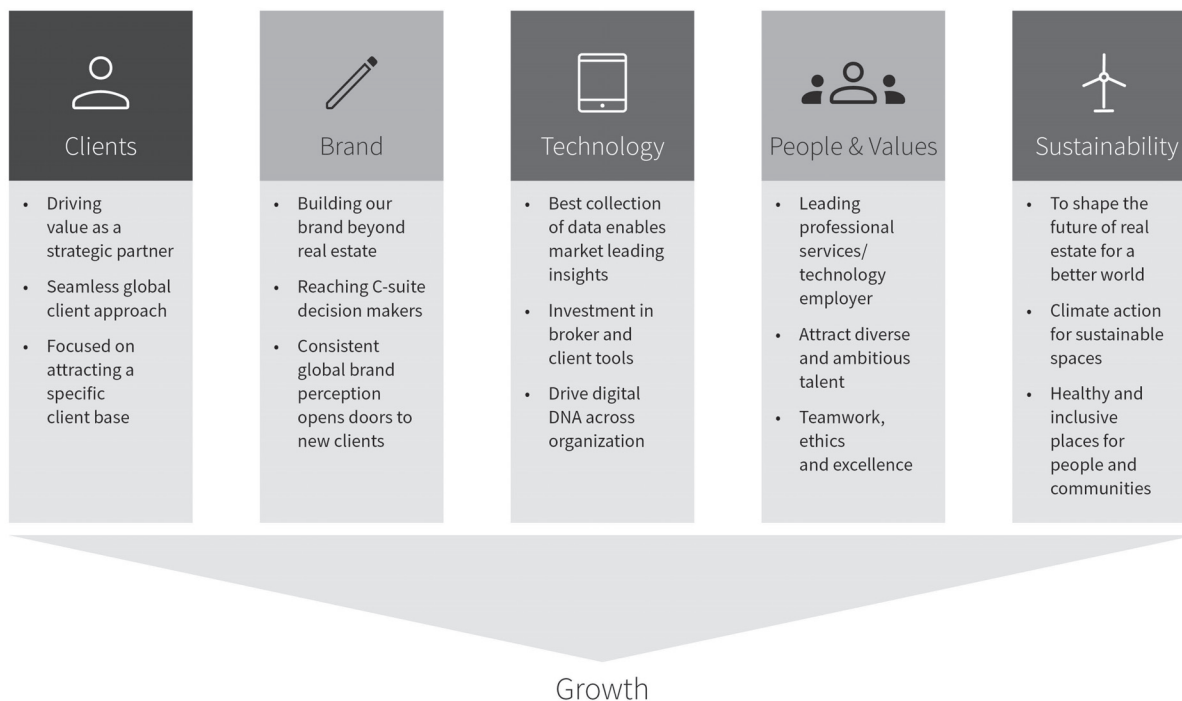 Clients
• Driving
value as a
strategic partner
• Seamless global
client approach
• Focused on
attracting a
specific
client base
Brand
• Building our
brand beyond
real estate
• Reaching C-suite
decision makers
• Consistent
global brand
perception
opens doors to
new clients
Technology
• Best collection
of data enables
market leading
insights
• Investment in
broker and
client tools
• Drive digital
DNA across
organization
People & Values
• Leading
professional
services/
technology
employer
• Attract diverse
and ambitious
talent
• Teamwork,
ethics
and excellence
Sustainability
• To shape the
future of real
estate for a
better world
• Climate action
for sustainable
spaces
• Healthy and
inclusive
places for
people and
communities
Growth